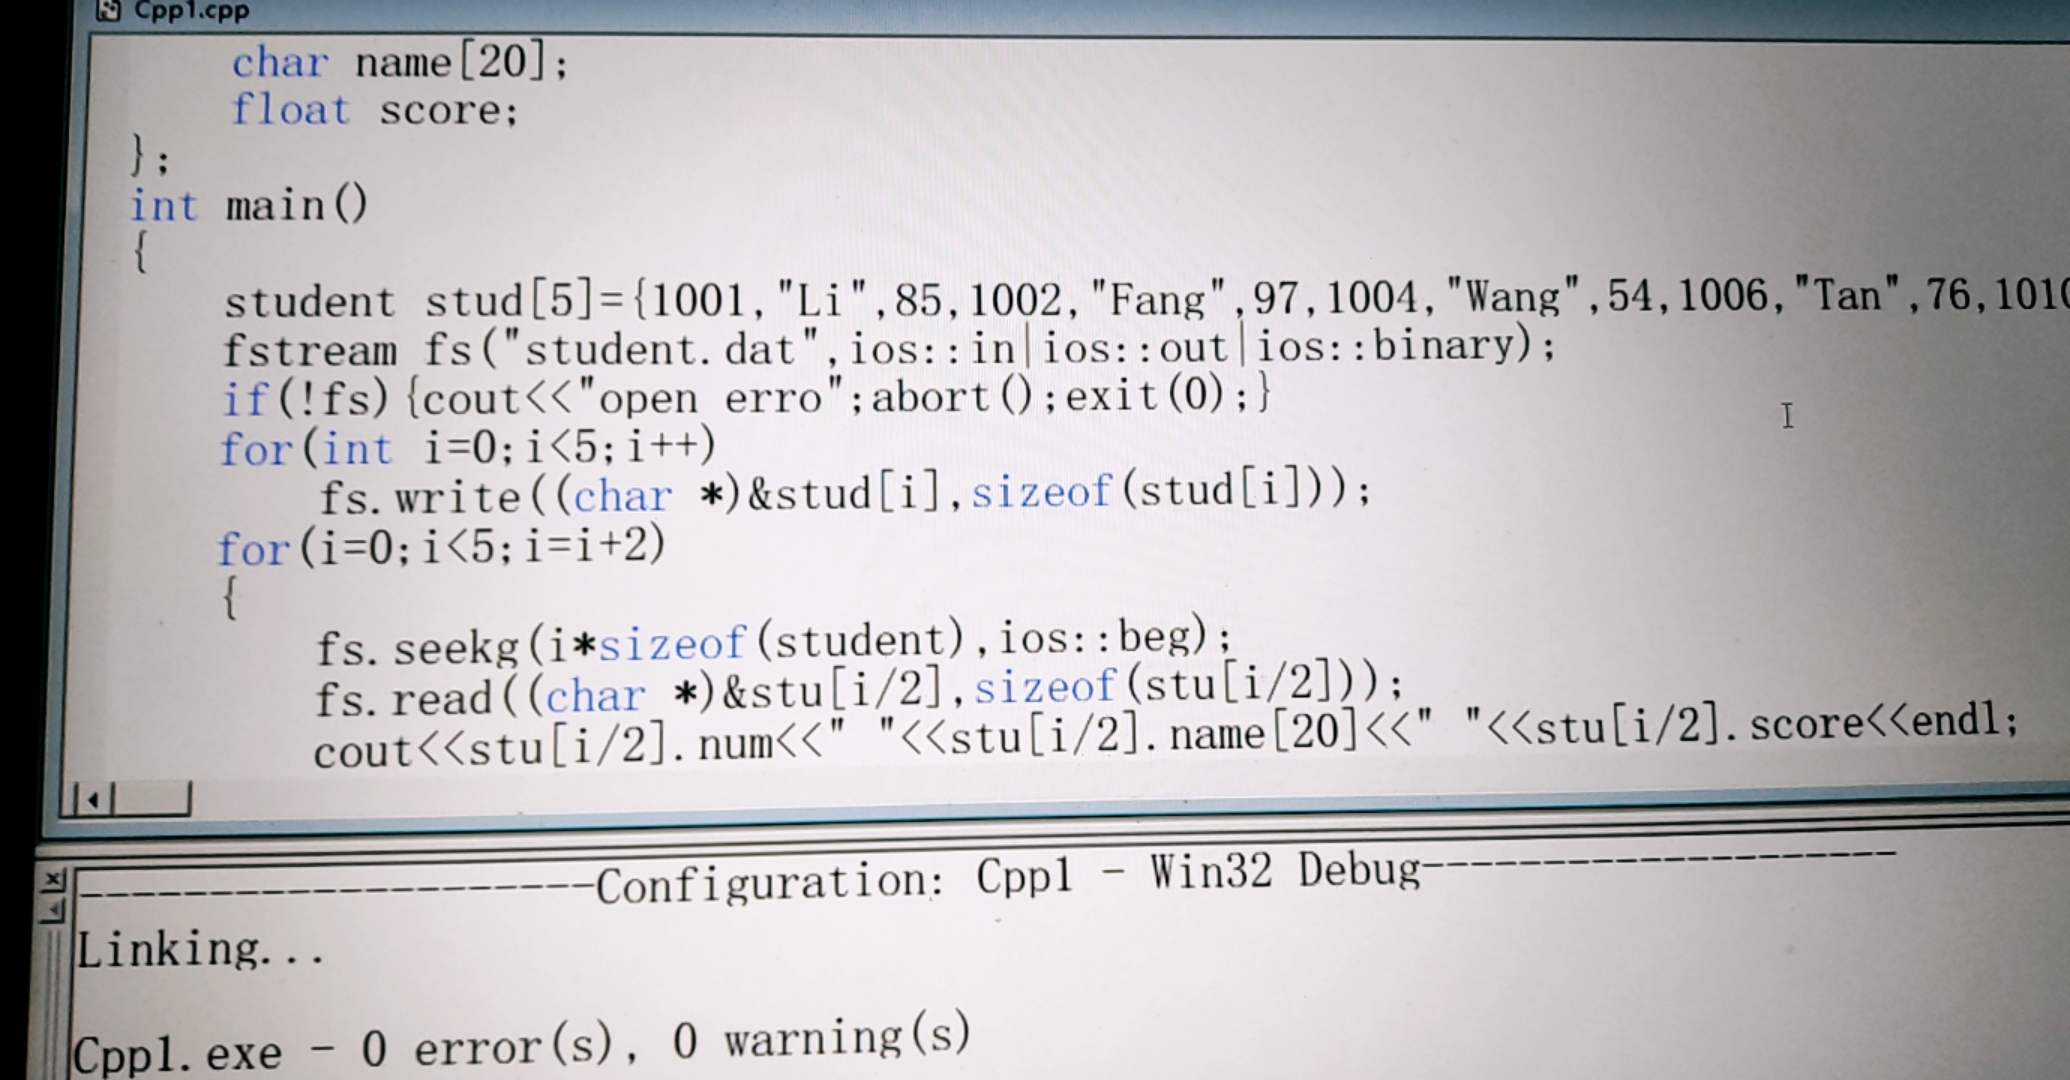 Cpp1.cpp
char name[20];
float score;
};
int main()
{
student stud[5]={1001,"Li",85,1002,"Fang",97,1004,"Wang",54,1006,"Tan",76,1010
fstream fs("student.dat",ios::in|ios::out|ios::binary);
if(!fs){cout<<"open erro";abort();exit(0);}
for(int i=0;i<5;i++)
fs.write((char *)&stud[i],sizeof(stud[i]));
for(i=0;i<5;i=i+2)
{
fs.seekg(i*sizeof(student),ios::beg);
fs.read((char *)&stu[i/2],sizeof(stu[i/2]));
cout<<stu[i/2].num<<" "<<stu[i/2].name[20]<<" "<<stu[i/2].score<<endl;
--------------------Configuration: Cpp1 - Win32 Debug--------------------
Linking...
Cpp1.exe - 0 error(s), 0 warning(s)